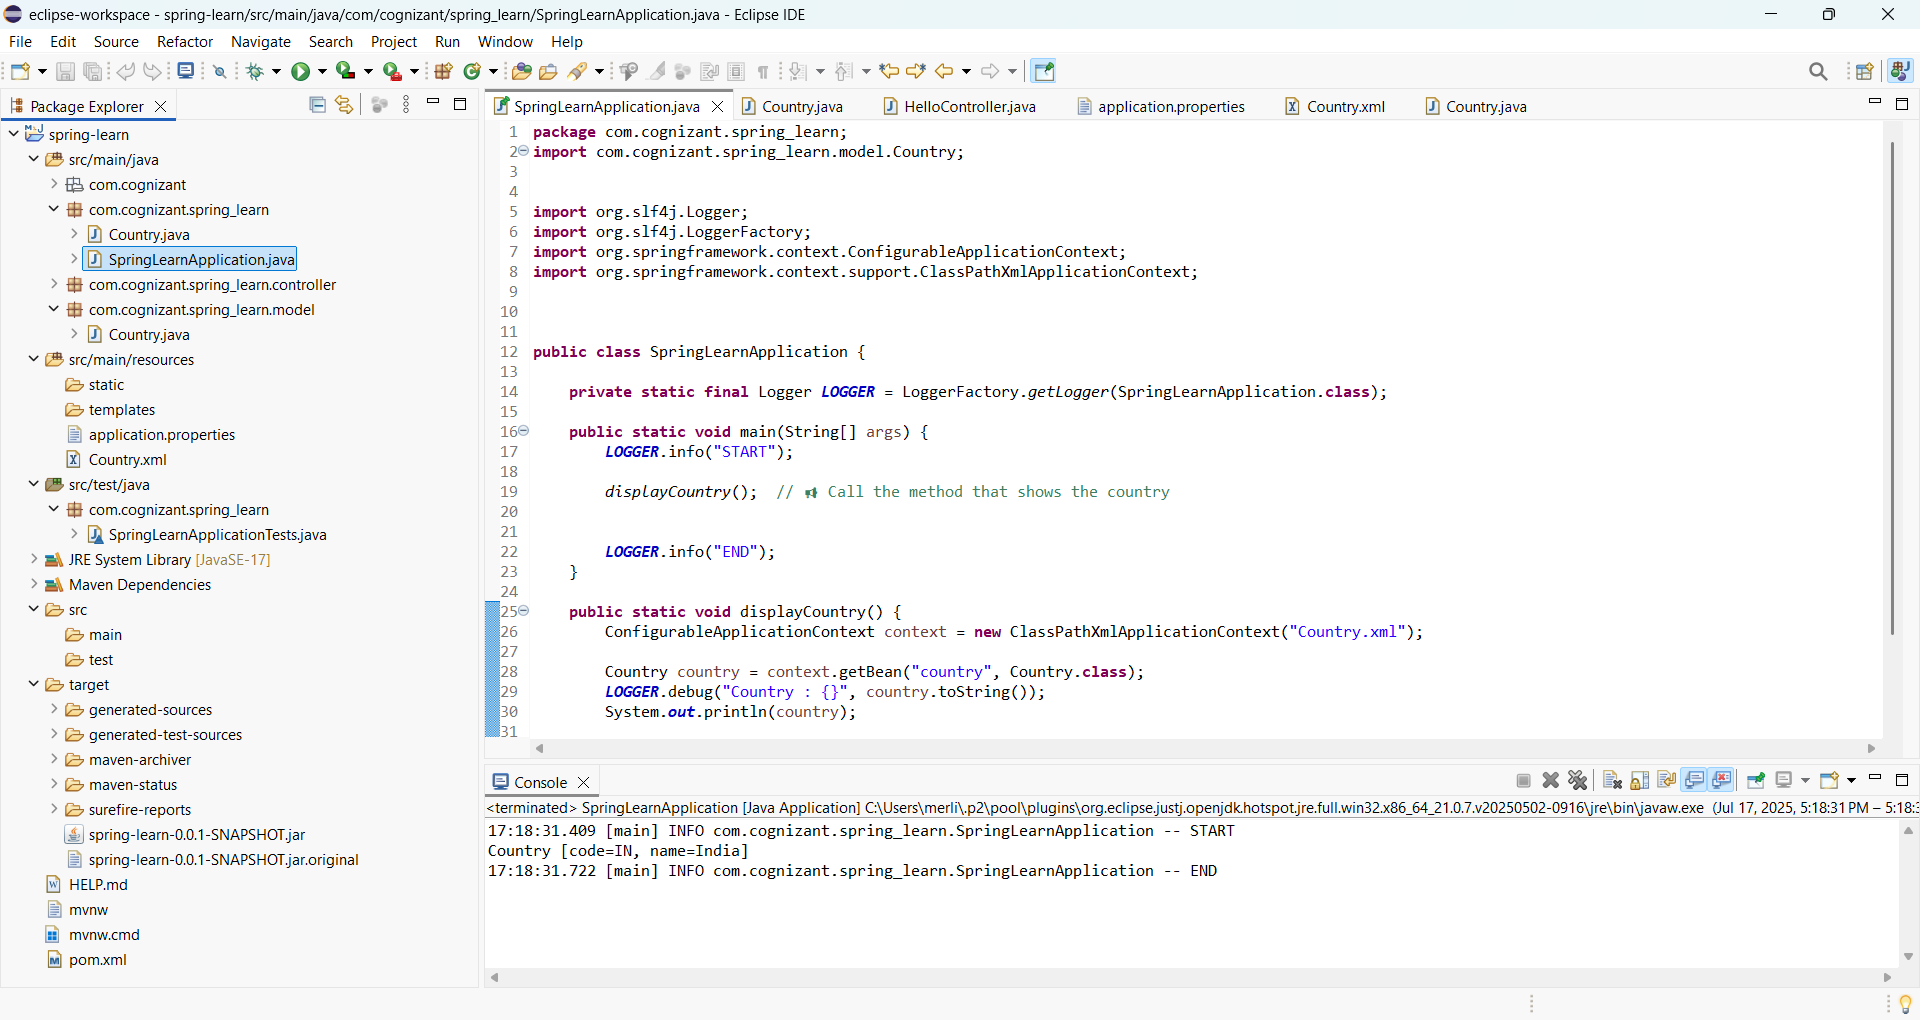 eclipse-workspace - spring-learn/src/main/java/com/cognizant/spring_learn/SpringLearnApplication.java - Eclipse IDE
File Edit Source Refactor Navigate Search Project Run Window Help
Package Explorer
spring-learn
src/main/java
com.cognizant
com.cognizant.spring_learn
Country.java
SpringLearnApplication.java
com.cognizant.spring_learn.controller
com.cognizant.spring_learn.model
Country.java
src/main/resources
static
templates
application.properties
Country.xml
src/test/java
com.cognizant.spring_learn
SpringLearnApplicationTests.java
JRE System Library [JavaSE-17]
Maven Dependencies
src
main
test
target
generated-sources
generated-test-sources
maven-archiver
maven-status
surefire-reports
spring-learn-0.0.1-SNAPSHOT.jar
spring-learn-0.0.1-SNAPSHOT.jar.original
HELP.md
mvnw
mvnw.cmd
pom.xml
SpringLearnApplication.java Country.java HelloController.java application.properties Country.xml Country.java
1 package com.cognizant.spring_learn;
2 import com.cognizant.spring_learn.model.Country;
3
4
5 import org.slf4j.Logger;
6 import org.slf4j.LoggerFactory;
7 import org.springframework.context.ConfigurableApplicationContext;
8 import org.springframework.context.support.ClassPathXmlApplicationContext;
9
10
11
12 public class SpringLearnApplication {
13
14 private static final Logger LOGGER = LoggerFactory.getLogger(SpringLearnApplication.class);
15
16 public static void main(String[] args) {
17 LOGGER.info("START");
18
19 displayCountry(); // 📢 Call the method that shows the country
20
21
22 LOGGER.info("END");
23 }
24
25 public static void displayCountry() {
26 ConfigurableApplicationContext context = new ClassPathXmlApplicationContext("Country.xml");
27
28 Country country = context.getBean("country", Country.class);
29 LOGGER.debug("Country : {}", country.toString());
30 System.out.println(country);
31
Console
<terminated> SpringLearnApplication [Java Application] C:\Users\merli\.p2\pool\plugins\org.eclipse.justj.openjdk.hotspot.jre.full.win32.x86_64_21.0.7.v20250502-0916\jre\bin\javaw.exe (Jul 17, 2025, 5:18:31 PM – 5:18:3
17:18:31.409 [main] INFO com.cognizant.spring_learn.SpringLearnApplication -- START
Country [code=IN, name=India]
17:18:31.722 [main] INFO com.cognizant.spring_learn.SpringLearnApplication -- END